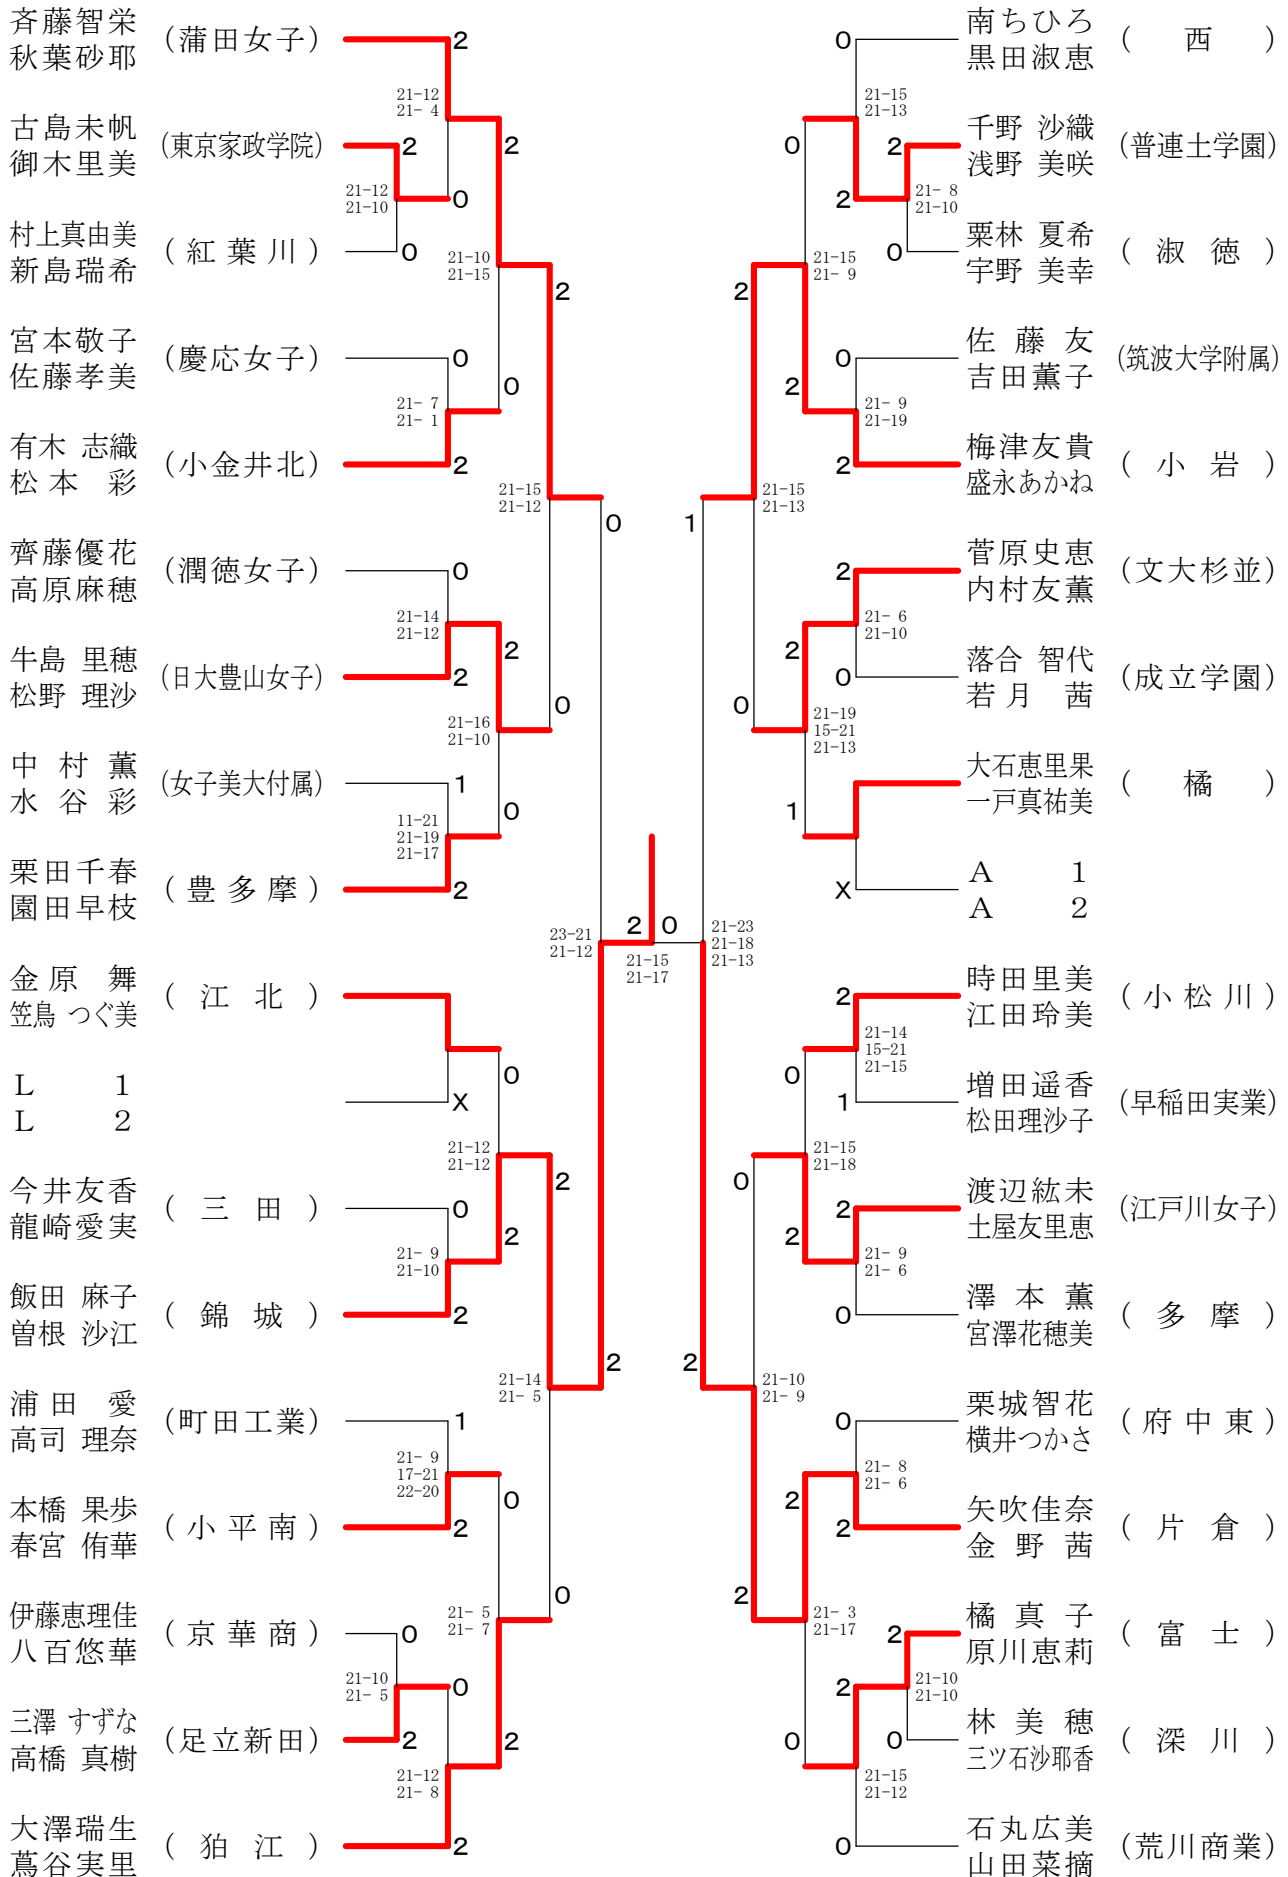 斉藤智栄
秋葉砂耶
(蒲田女子)
2
21-12
21- 4
古島未帆
御木里美
(東京家政学院)
2
2
21-12
21-10
0
村上真由美
新島瑞希
(紅葉川)
0
21-10
21-15
2
宮本敬子
佐藤孝美
(慶応女子)
0
0
21- 7
21- 1
有木 志織
松本 彩
(小金井北)
2
21-15
21-12
0
齊藤優花
高原麻穂
(潤徳女子)
0
21-14
21-12
牛島 里穂
松野 理沙
(日大豊山女子)
2
2
21-16
21-10
0
中村薫
水谷彩
(女子美大付属)
1
0
11-21
21-19
21-17
栗田千春
園田早枝
(豊多摩)
2
23-21
21-12
2
0
21-15
21-17
金原 舞
笠鳥 つぐ美
(江北)
0
L 1
L 2
X
21-12
21-12
2
今井友香
龍崎愛実
(三田)
0
2
21- 9
21-10
飯田 麻子
曽根 沙江
(錦城)
2
21-14
21- 5
2
浦田 愛
高司 理奈
(町田工業)
1
21- 9
17-21
22-20
0
本橋 果歩
春宮 侑華
(小平南)
2
0
21- 5
21- 7
伊藤恵理佳
八百悠華
(京華商)
0
21-10
21- 5
0
三澤 すずな
高橋 真樹
(足立新田)
2
2
21-12
21- 8
大澤瑞生
蔦谷実里
(狛江)
2
南ちひろ
黒田淑恵
(西)
0
21-15
21-13
千野 沙織
浅野 美咲
(普連土学園)
2
0
2
21- 8
21-10
粟林 夏希
宇野 美幸
(淑徳)
0
21-15
21- 9
2
佐藤友
吉田薫子
(筑波大学附属)
0
2
21- 9
21-19
梅津友貴
盛永あかね
(小岩)
2
21-15
21-13
1
菅原史恵
内村友薫
(文大杉並)
2
21- 6
21-10
落合 智代
若月 茜
(成立学園)
0
2
0
21-19
15-21
21-13
大石恵里果
一戸真祐美
(橘)
1
A 1
A 2
X
21-23
21-18
21-13
時田里美
江田玲美
(小松川)
2
21-14
15-21
21-15
0
増田遥香
松田理沙子
(早稲田実業)
1
21-15
21-18
0
渡辺紘未
土屋友里恵
(江戸川女子)
2
2
21- 9
21- 6
澤本薫
宮澤花穂美
(多摩)
0
2
21-10
21- 9
栗城智花
横井つかさ
(府中東)
0
21- 8
21- 6
2
矢吹佳奈
金野茜
(片倉)
2
2
21- 3
21-17
橘真子
原川恵莉
(富士)
2
2
21-10
21-10
林美穂
三ツ石沙耶香
(深川)
0
0
21-15
21-12
石丸広美
山田菜摘
(荒川商業)
0